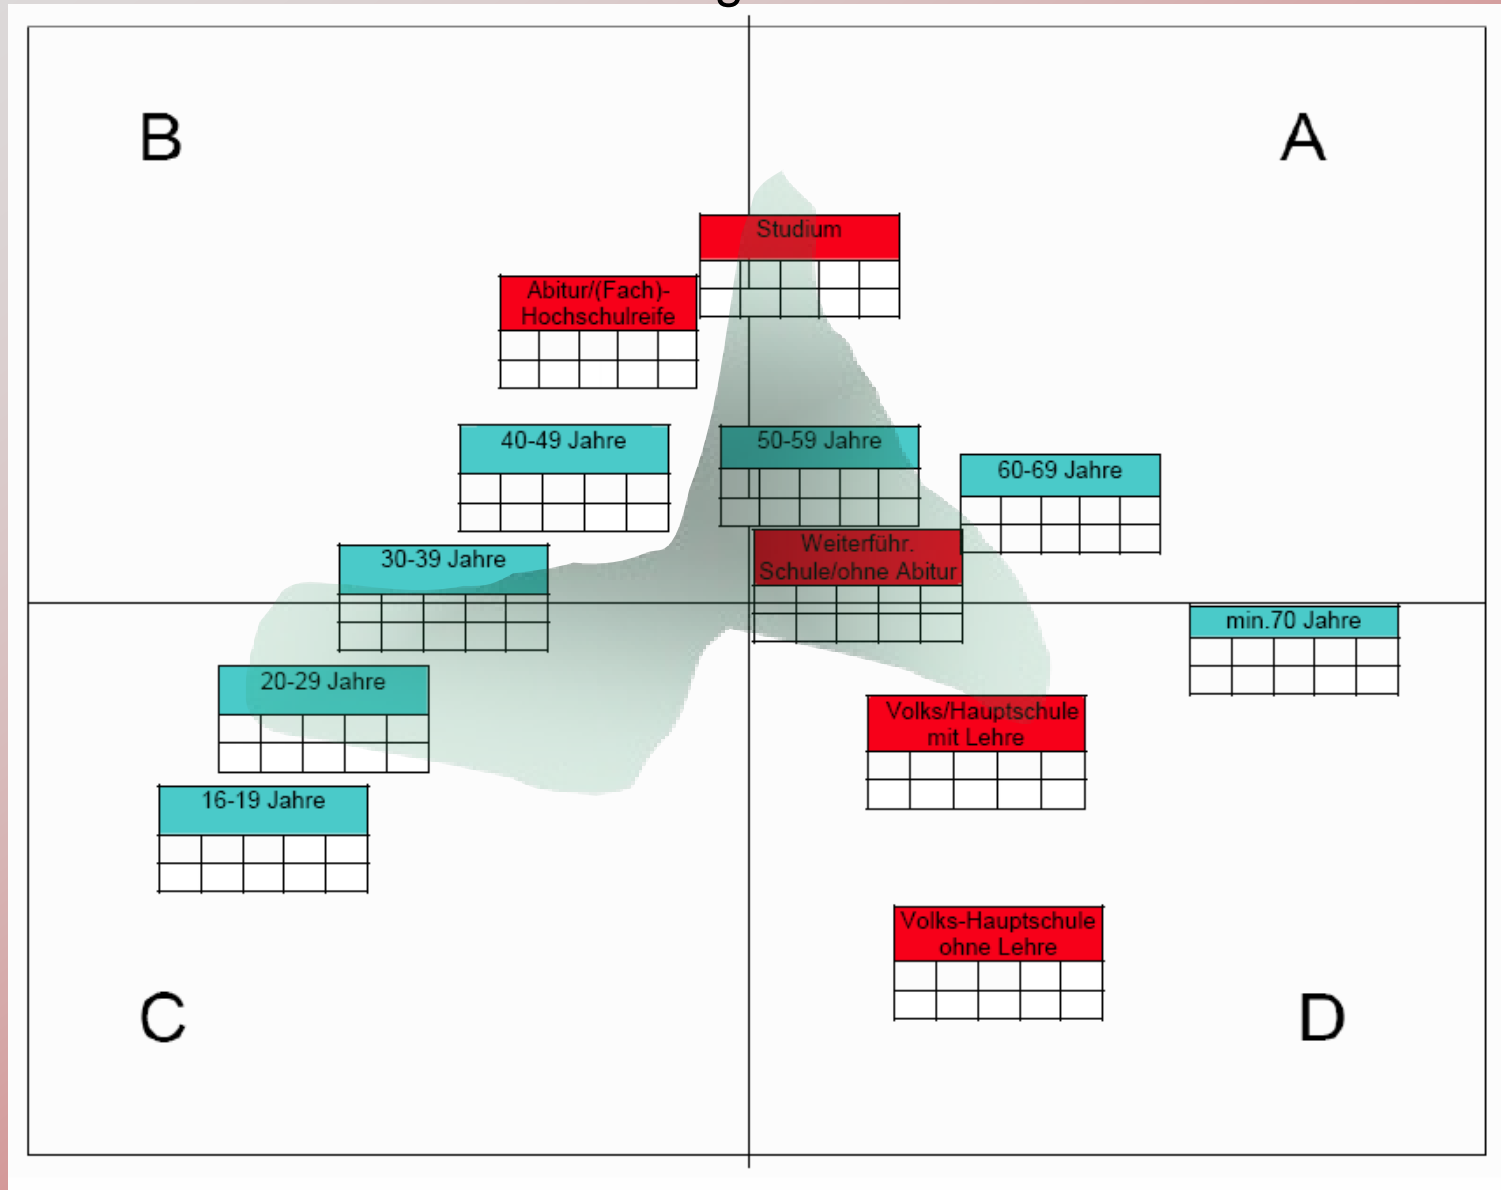 B
A
Studium
Abitur/(Fach)-
Hochschulreife
40-49 Jahre
50-59 Jahre
60-69 Jahre
Weiterführ.
Schule/ohne Abitur
30-39 Jahre
min.70 Jahre
20-29 Jahre
Volks/Hauptschule
mit Lehre
16-19 Jahre
Volks-Hauptschule
ohne Lehre
C
D